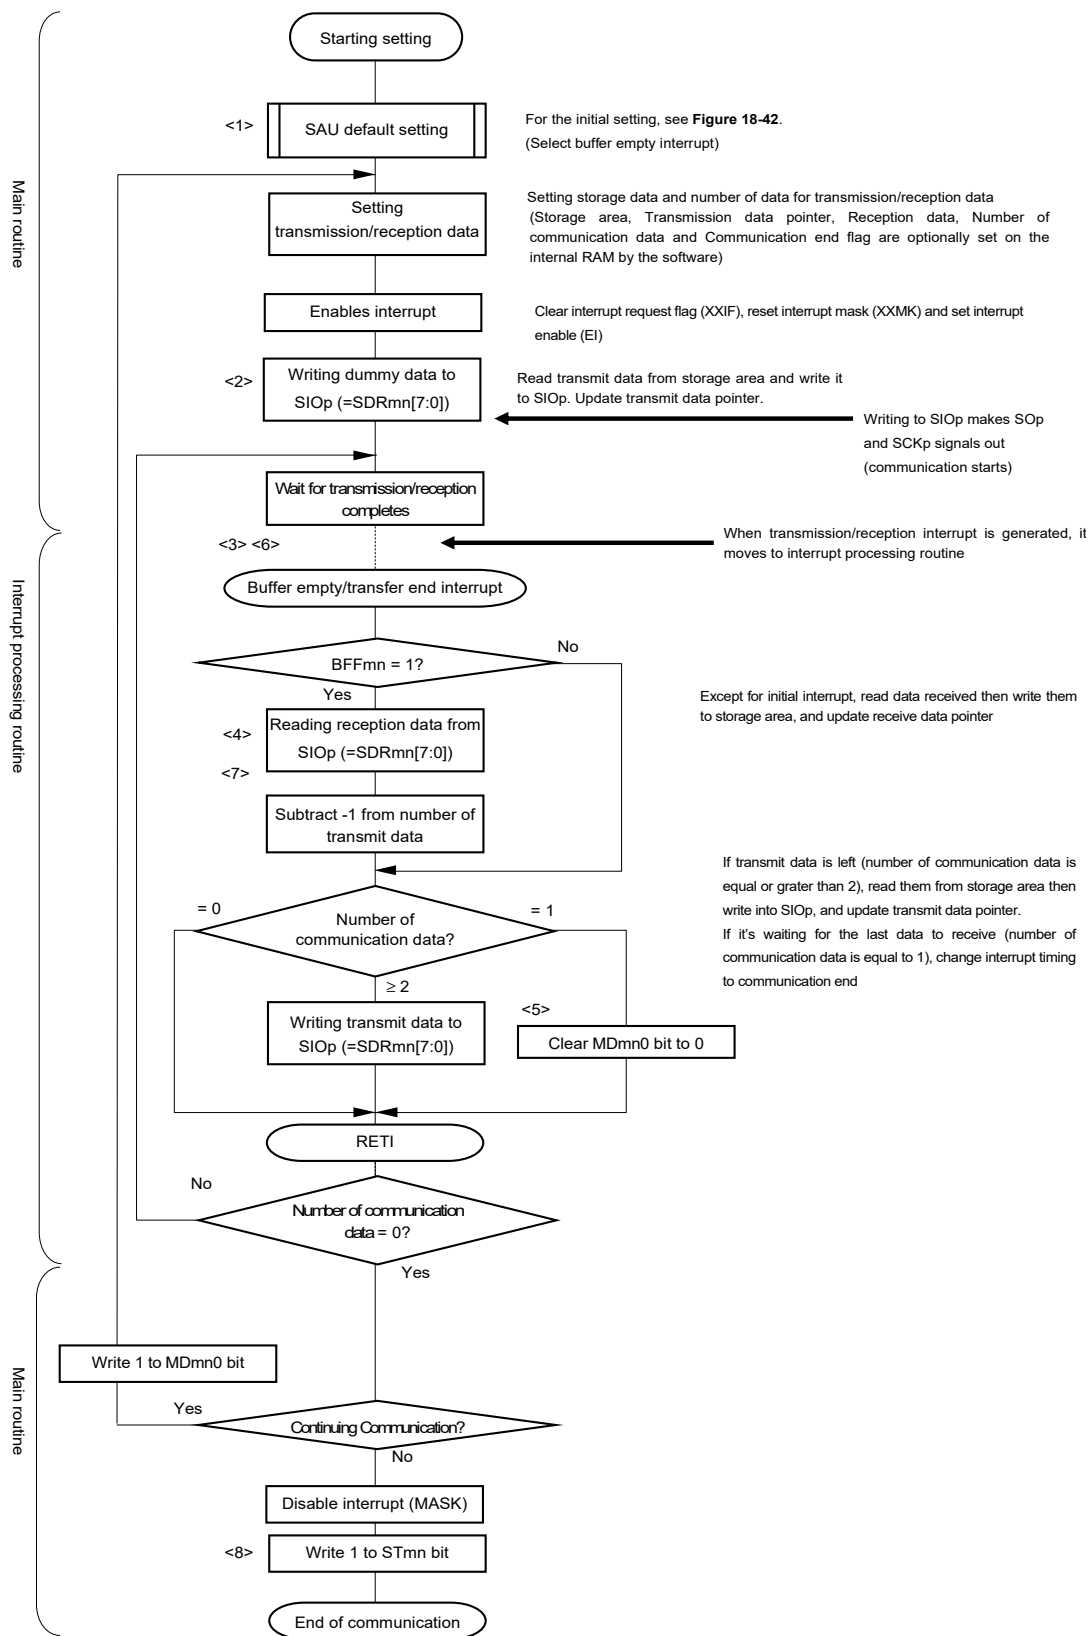 Starting setting
<1>
SAU default setting
For the initial setting, see Figure 18-42.
(Select buffer empty interrupt)
Main routine
Setting
transmission/reception data
Setting storage data and number of data for transmission/reception data
(Storage area, Transmission data pointer, Reception data, Number of
communication data and Communication end flag are optionally set on the
internal RAM by the software)
Enables interrupt
Clear interrupt request flag (XXIF), reset interrupt mask (XXMK) and set interrupt
enable (EI)
<2>
Writing dummy data to
SIOp (=SDRmn[7:0])
Read transmit data from storage area and write it
to SIOp. Update transmit data pointer.
Writing to SIOp makes SOp
and SCKp signals out
(communication starts)
Wait for transmission/reception
completes
<3> <6>
When transmission/reception interrupt is generated, it
moves to interrupt processing routine
Buffer empty/transfer end interrupt
Interrupt processing routine
BFFmn = 1?
No
Yes
Except for initial interrupt, read data received then write them
to storage area, and update receive data pointer
<4>
Reading reception data from
SIOp (=SDRmn[7:0])
<7>
Subtract -1 from number of
transmit data
If transmit data is left (number of communication data is
equal or grater than 2), read them from storage area then
write into SIOp, and update transmit data pointer.
If it's waiting for the last data to receive (number of
communication data is equal to 1), change interrupt timing
to communication end
= 0
Number of
communication data?
= 1
≥ 2
Writing transmit data to
SIOp (=SDRmn[7:0])
<5>
Clear MDmn0 bit to 0
RETI
No
Number of communication
data = 0?
Yes
Main routine
Write 1 to MDmn0 bit
Yes
Continuing Communication?
No
Disable interrupt (MASK)
<8>
Write 1 to STmn bit
End of communication